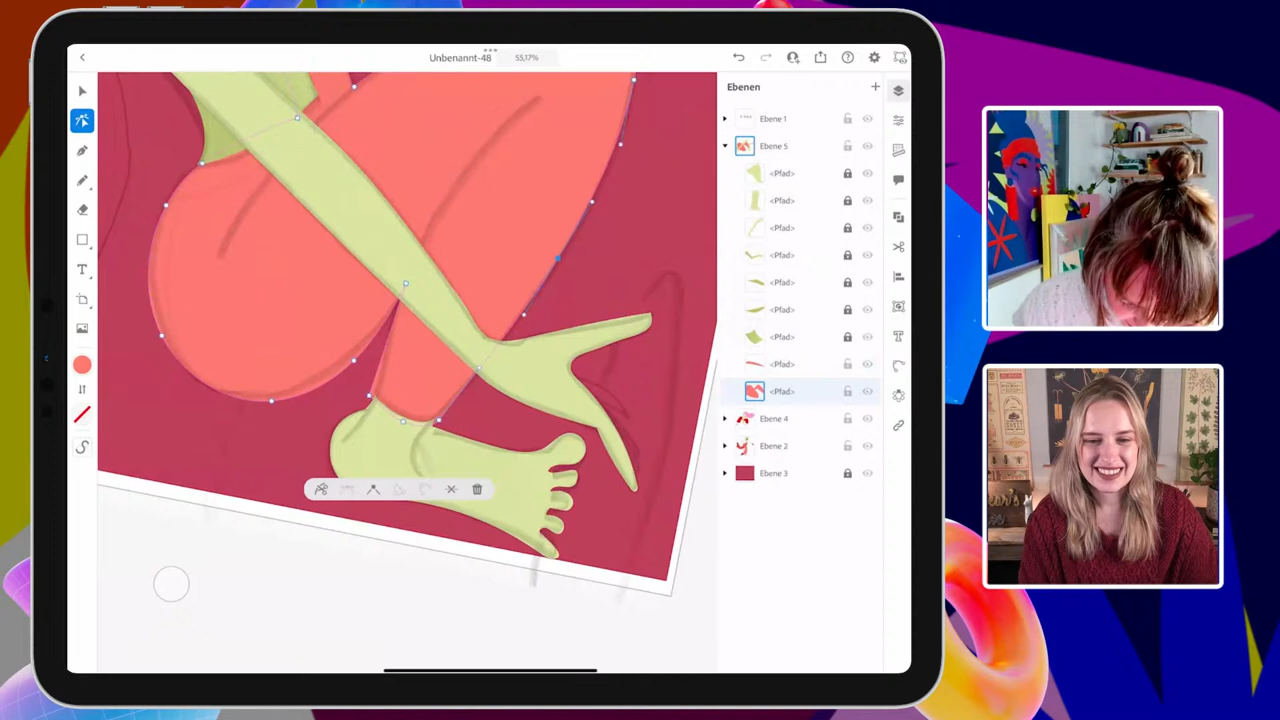 Unbenannt-48
53,17%
Ebenen
Ebene 1
Ebene 5
<Pfad>
<Pfad>
<Pfad>
<Pfad>
<Pfad>
<Pfad>
<Pfad>
<Pfad>
<Pfad>
Ebene 4
Ebene 2
Ebene 3